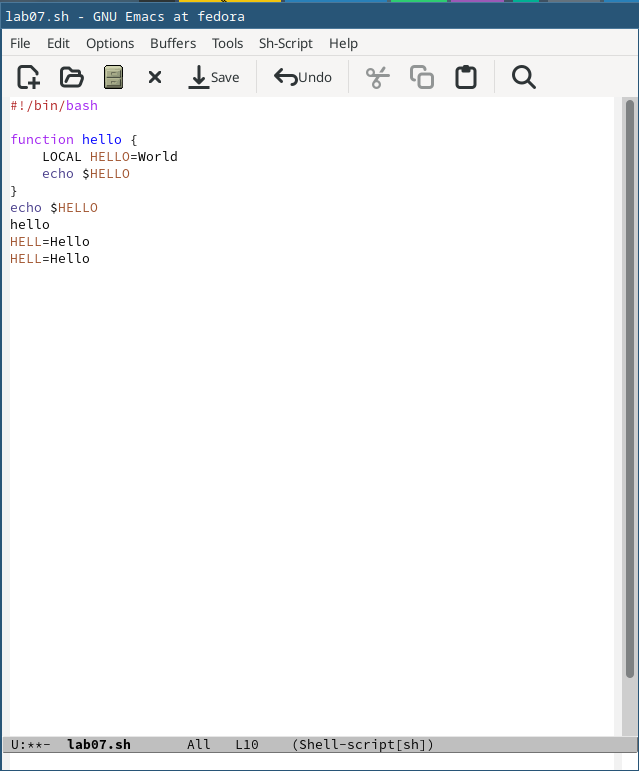 lab07.sh - GNU Emacs at fedora
File Edit Options Buffers Tools Sh-Script Help
Save Undo
#!/bin/bash

function hello {
    LOCAL HELLO=World
    echo $HELLO
}
echo $HELLO
hello
HELL=Hello
HELL=Hello
U:**- lab07.sh All L10 (Shell-script[sh])